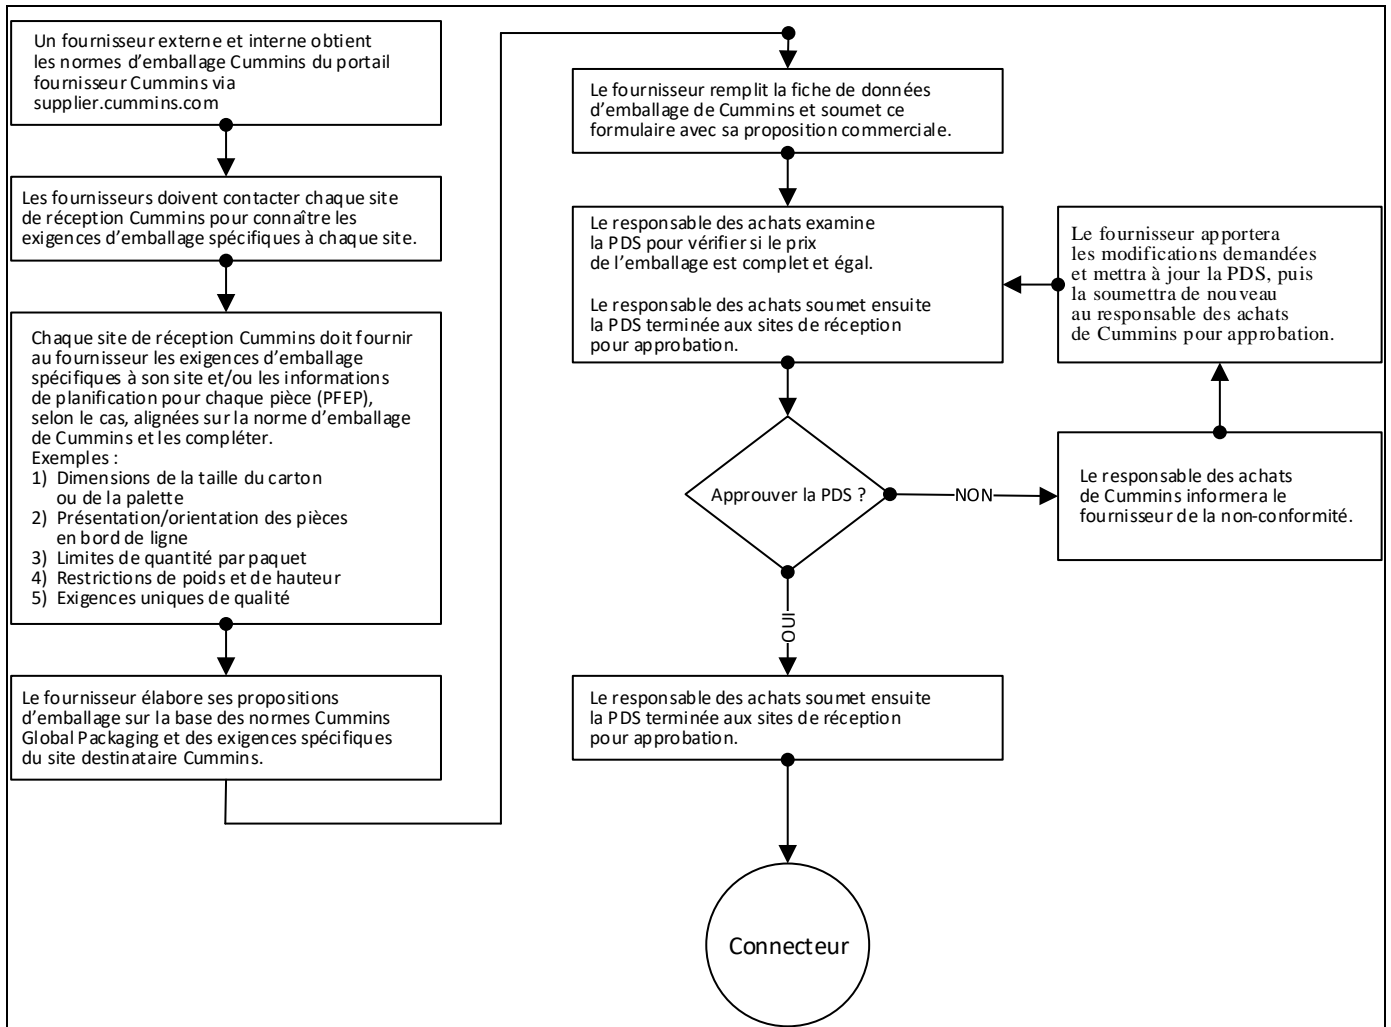 Un fournisseur externe et interne obtient
les normes d’emballage Cummins du portail
fournisseur Cummins via
supplier.cummins.com
Les fournisseurs doivent contacter chaque site
de réception Cummins pour connaître les
exigences d’emballage spécifiques à chaque site.
Chaque site de réception Cummins doit fournir
au fournisseur les exigences d’emballage
spécifiques à son site et/ou les informations
de planification pour chaque pièce (PFEP),
selon le cas, alignées sur la norme d’emballage
de Cummins et les compléter.
Exemples :
1) Dimensions de la taille du carton
ou de la palette
2) Présentation/orientation des pièces
en bord de ligne
3) Limites de quantité par paquet
4) Restrictions de poids et de hauteur
5) Exigences uniques de qualité
Le fournisseur élabore ses propositions
d’emballage sur la base des normes Cummins
Global Packaging et des exigences spécifiques
du site destinataire Cummins.
Le fournisseur remplit la fiche de données
d’emballage de Cummins et soumet ce
formulaire avec sa proposition commerciale.
Le responsable des achats examine
la PDS pour vérifier si le prix
de l’emballage est complet et égal.
Le responsable des achats soumet ensuite
la PDS terminée aux sites de réception
pour approbation.
Approuver la PDS ?
NON
Le responsable des achats
de Cummins informera le
fournisseur de la non-conformité.
Le fournisseur apportera
les modifications demandées
et mettra à jour la PDS, puis
la soumettra de nouveau
au responsable des achats
de Cummins pour approbation.
OUI
Le responsable des achats soumet ensuite
la PDS terminée aux sites de réception
pour approbation.
Connecteur